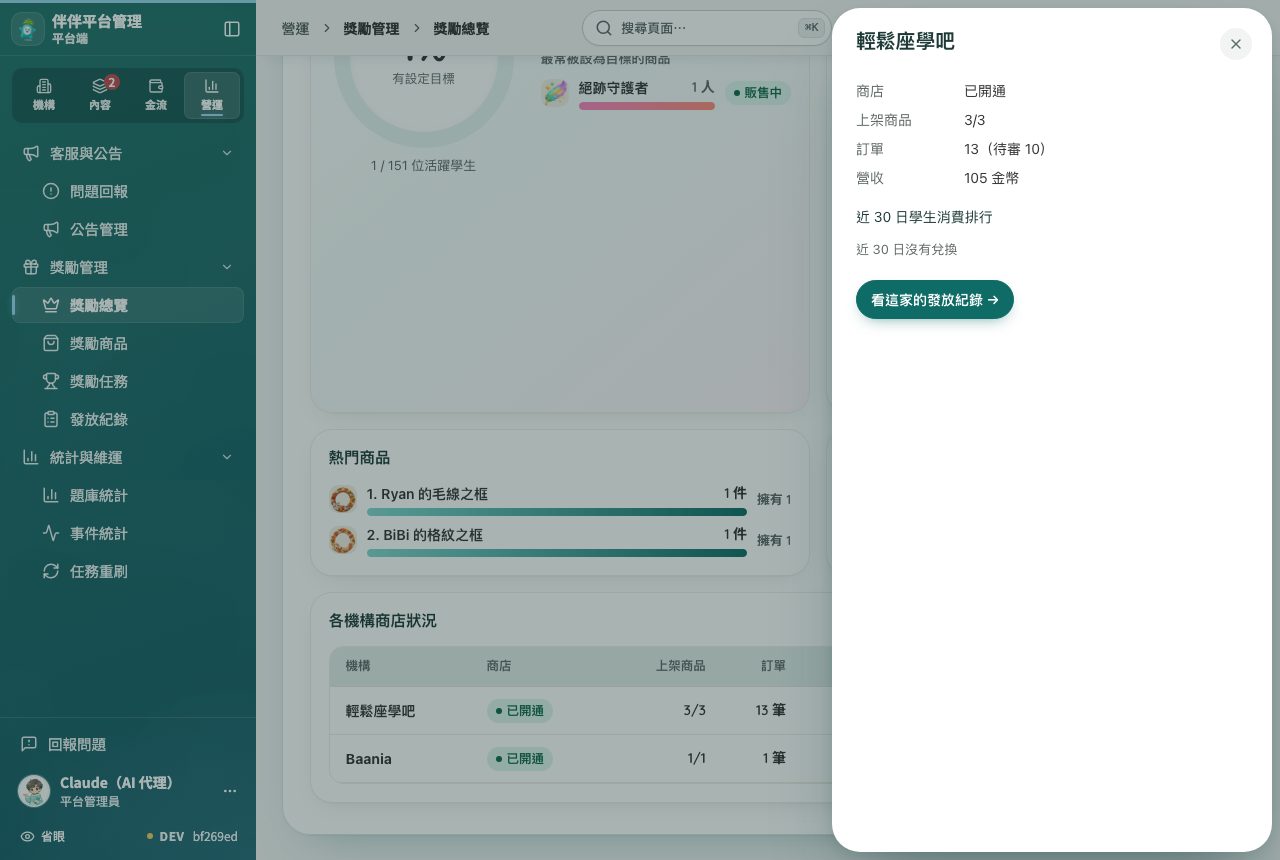 伴伴平台管理
平台端
機構
內容
2
金流
營運
客服與公告
問題回報
公告管理
獎勵管理
獎勵總覽
獎勵商品
獎勵任務
發放紀錄
統計與維運
題庫統計
事件統計
任務重刷
回報問題
Claude（AI 代理）
平台管理員
省眼
DEV bf269ed
營運 > 獎勵管理 > 獎勵總覽
搜尋頁面…
⌘K
有設定目標
1 / 151 位活躍學生
最常被設為目標的商品
絕跡守護者
1 人
販售中
熱門商品
1. Ryan 的毛線之框
1 件
擁有 1
2. BiBi 的格紋之框
1 件
擁有 1
各機構商店狀況
機構 商店 上架商品 訂單
輕鬆座學吧 已開通 3/3 13 筆
Baania 已開通 1/1 1 筆
輕鬆座學吧
商店 已開通
上架商品 3/3
訂單 13（待審 10）
營收 105 金幣
近 30 日學生消費排行
近 30 日沒有兌換
看這家的發放紀錄 →